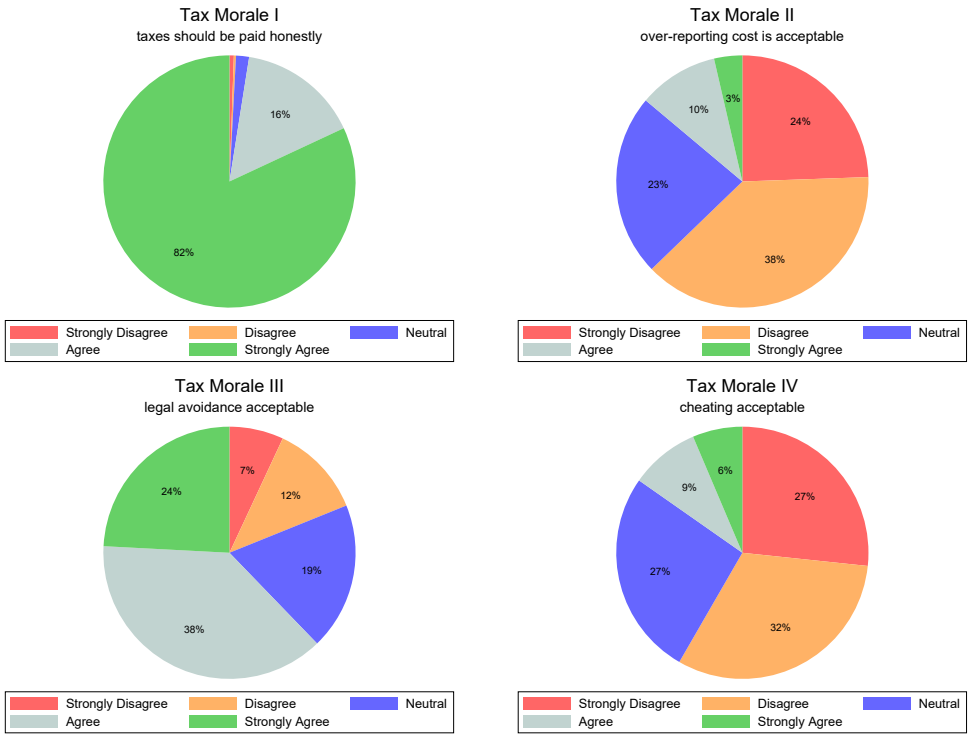 Tax Morale I
taxes should be paid honestly
16%
82%
Strongly Disagree Disagree Neutral
Agree Strongly Agree
Tax Morale II
over-reporting cost is acceptable
3%
10%
24%
23%
38%
Strongly Disagree Disagree Neutral
Agree Strongly Agree
Tax Morale III
legal avoidance acceptable
7%
24%
12%
19%
38%
Strongly Disagree Disagree Neutral
Agree Strongly Agree
Tax Morale IV
cheating acceptable
6%
9%
27%
27%
32%
Strongly Disagree Disagree Neutral
Agree Strongly Agree